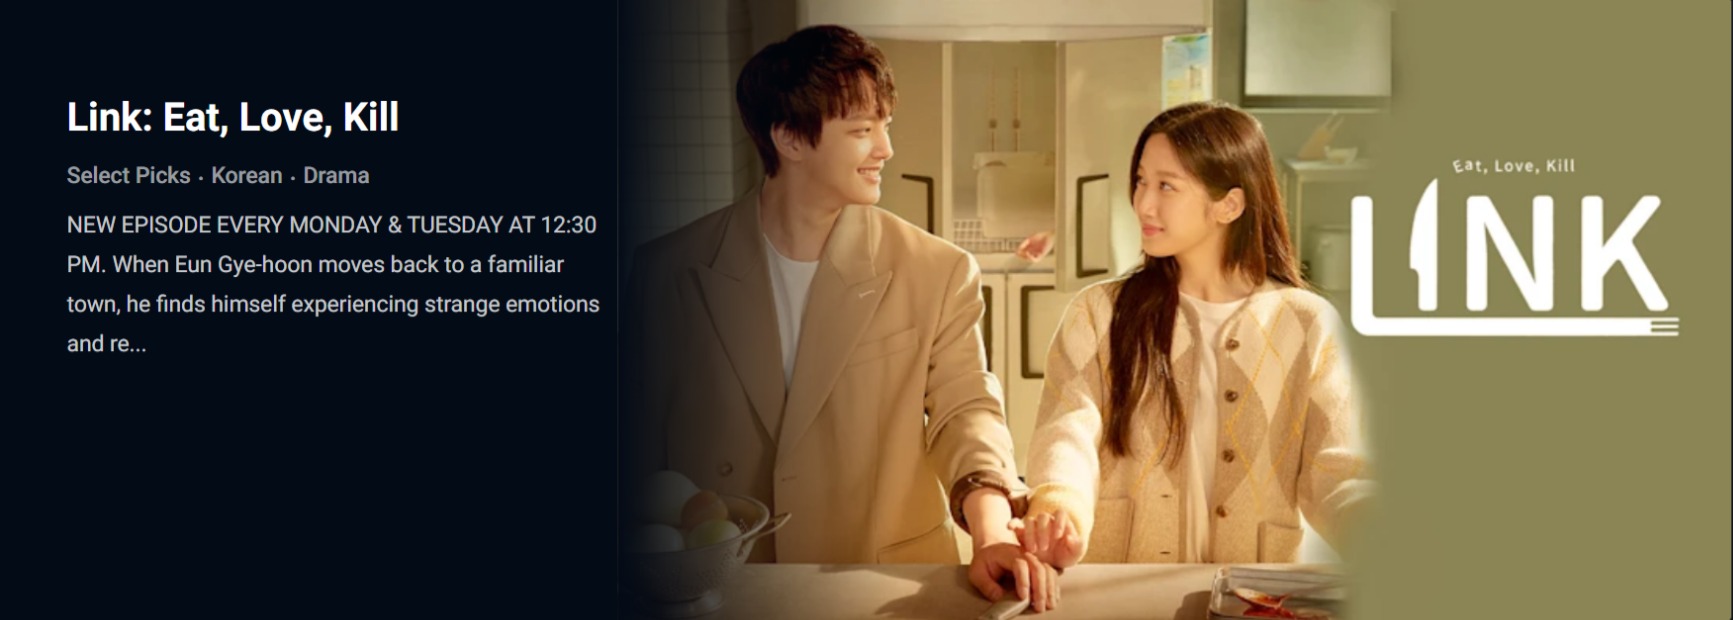 Link: Eat, Love, Kill
Select Picks · Korean · Drama
NEW EPISODE EVERY MONDAY & TUESDAY AT 12:30
PM. When Eun Gye-hoon moves back to a familiar
town, he finds himself experiencing strange emotions
and re...
Eat, Love, Kill
LINK